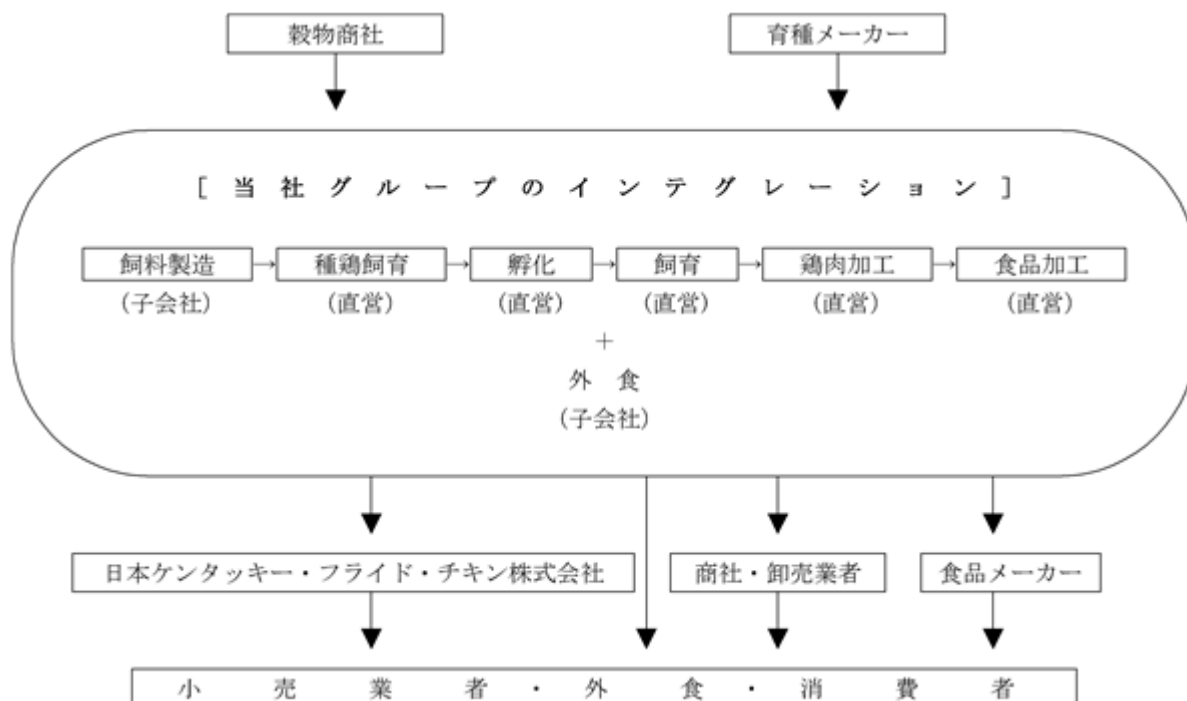 穀物商社 育種メーカー
[当社グループのインテグレーション]
飼料製造→種鶏飼育→孵化→飼育→鶏肉加工→食品加工
(子会社) (直営) (直営) (直営) (直営) (直営)
+
外食
(子会社)
日本ケンタッキー・フライド・チキン株式会社 商社・卸売業者 食品メーカー
小売業者・外食・消費者